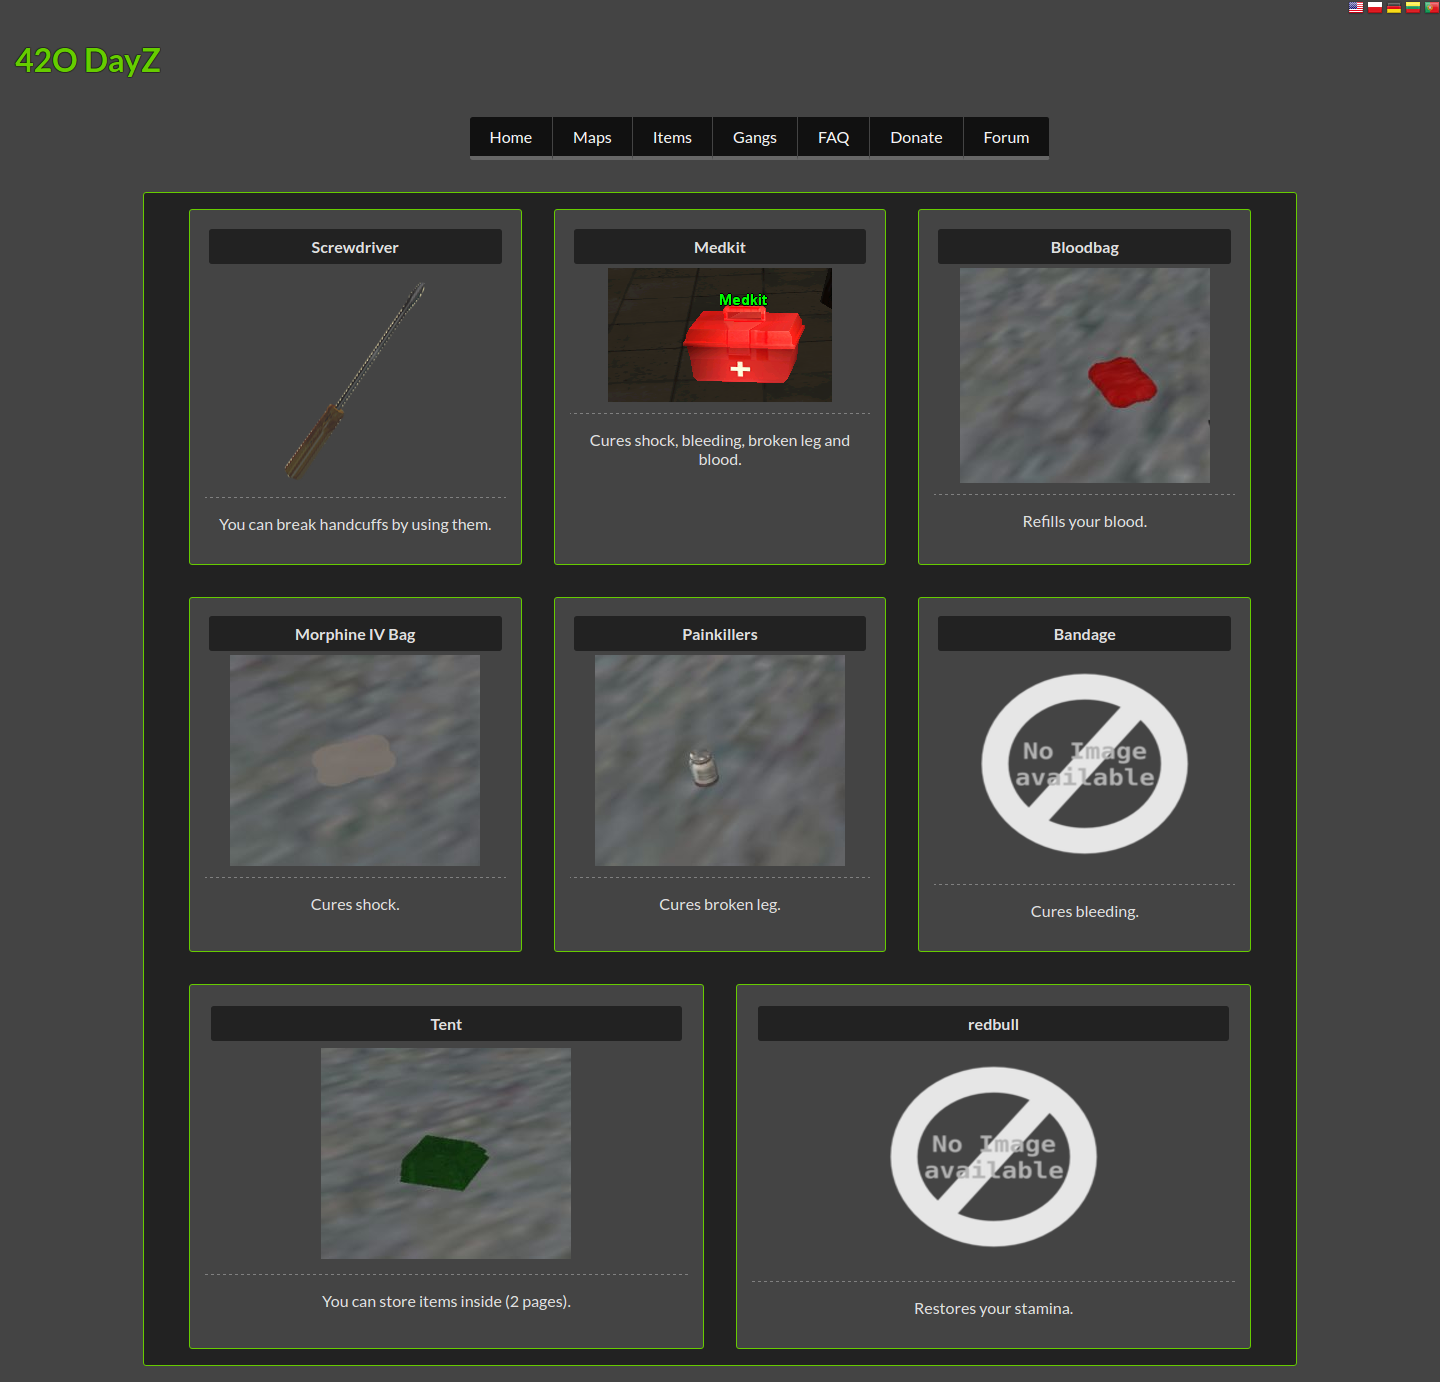 42O DayZ
Home
Maps
Items
Gangs
FAQ
Donate
Forum
Screwdriver
You can break handcuffs by using them.
Medkit
Medkit
Cures shock, bleeding, broken leg and
blood.
Bloodbag
Refills your blood.
Morphine IV Bag
Cures shock.
Painkillers
Cures broken leg.
Bandage
No Image
available
Cures bleeding.
Tent
You can store items inside (2 pages).
redbull
No Image
available
Restores your stamina.